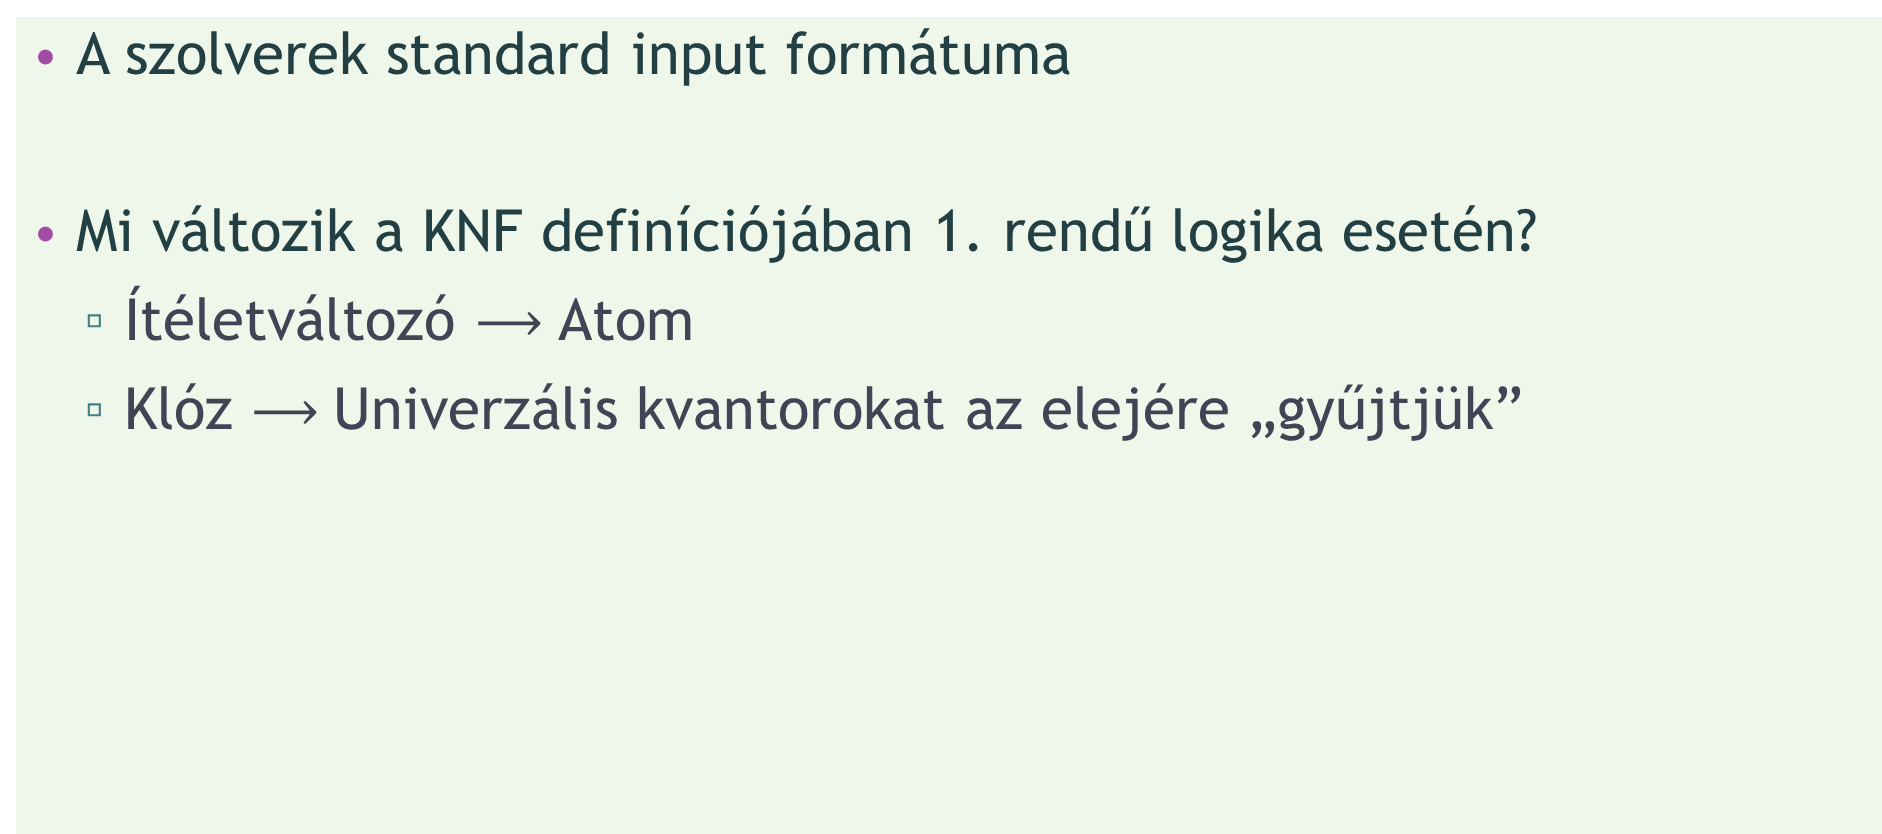 • A szolverek standard input formátuma
• Mi változik a KNF definíciójában 1. rendű logika esetén?
▫ Ítéletváltozó ⟶ Atom
▫ Klóz ⟶ Univerzális kvantorokat az elejére „gyűjtjük”